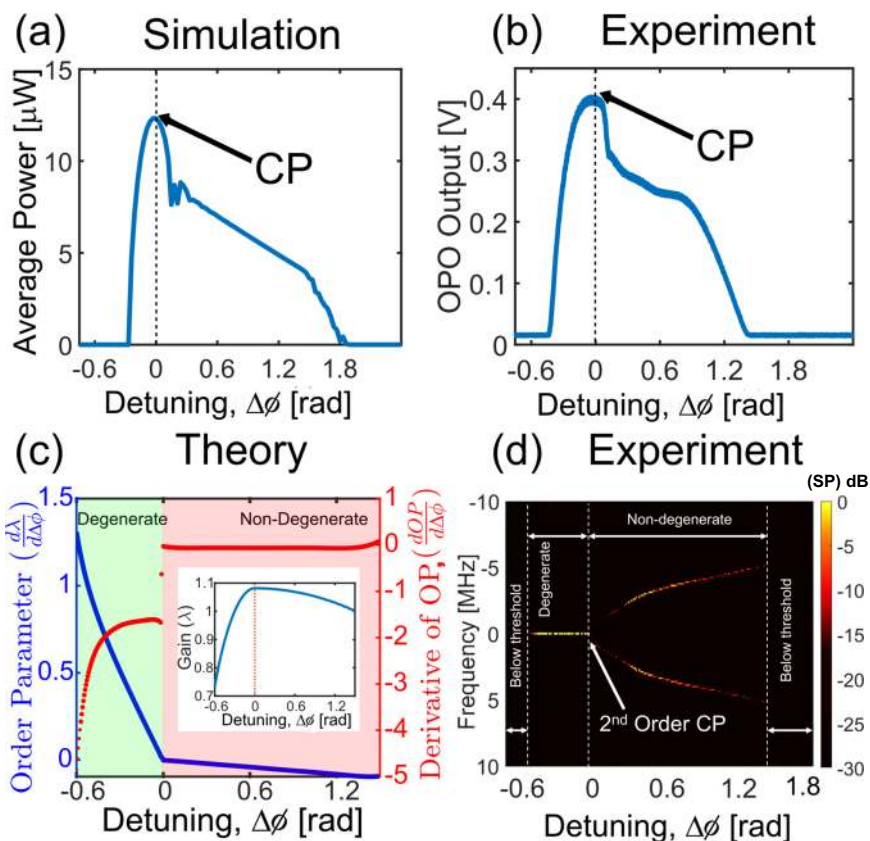 (a) Simulation
Average Power [μW]
15
10
5
0
CP
-0.6 0 0.6 1.2 1.8
Detuning, Δϕ [rad]
(b) Experiment
OPO Output [V]
0.4
0.3
0.2
0.1
0
CP
-0.6 0 0.6 1.2 1.8
Detuning, Δϕ [rad]
(c) Theory
Order Parameter (dλ/dΔϕ)
1.5
1
0.5
0
Degenerate
Non-Degenerate
1
0
-1
-2
-3
-4
-5
Derivative of OP, (dOP/dΔϕ)
Gain (λ)
1.1
1.0
0.9
0.8
0.7
-0.6 0 0.6 1.2
Detuning, Δϕ [rad]
-0.6 0 0.6 1.2
Detuning, Δϕ [rad]
(d) Experiment
(SP) dB
Frequency [MHz]
-10
-5
0
5
10
Below threshold
Degenerate
Non-degenerate
Below threshold
2nd Order CP
0
-5
-10
-15
-20
-25
-30
-0.6 0 0.6 1.2 1.8
Detuning, Δϕ [rad]